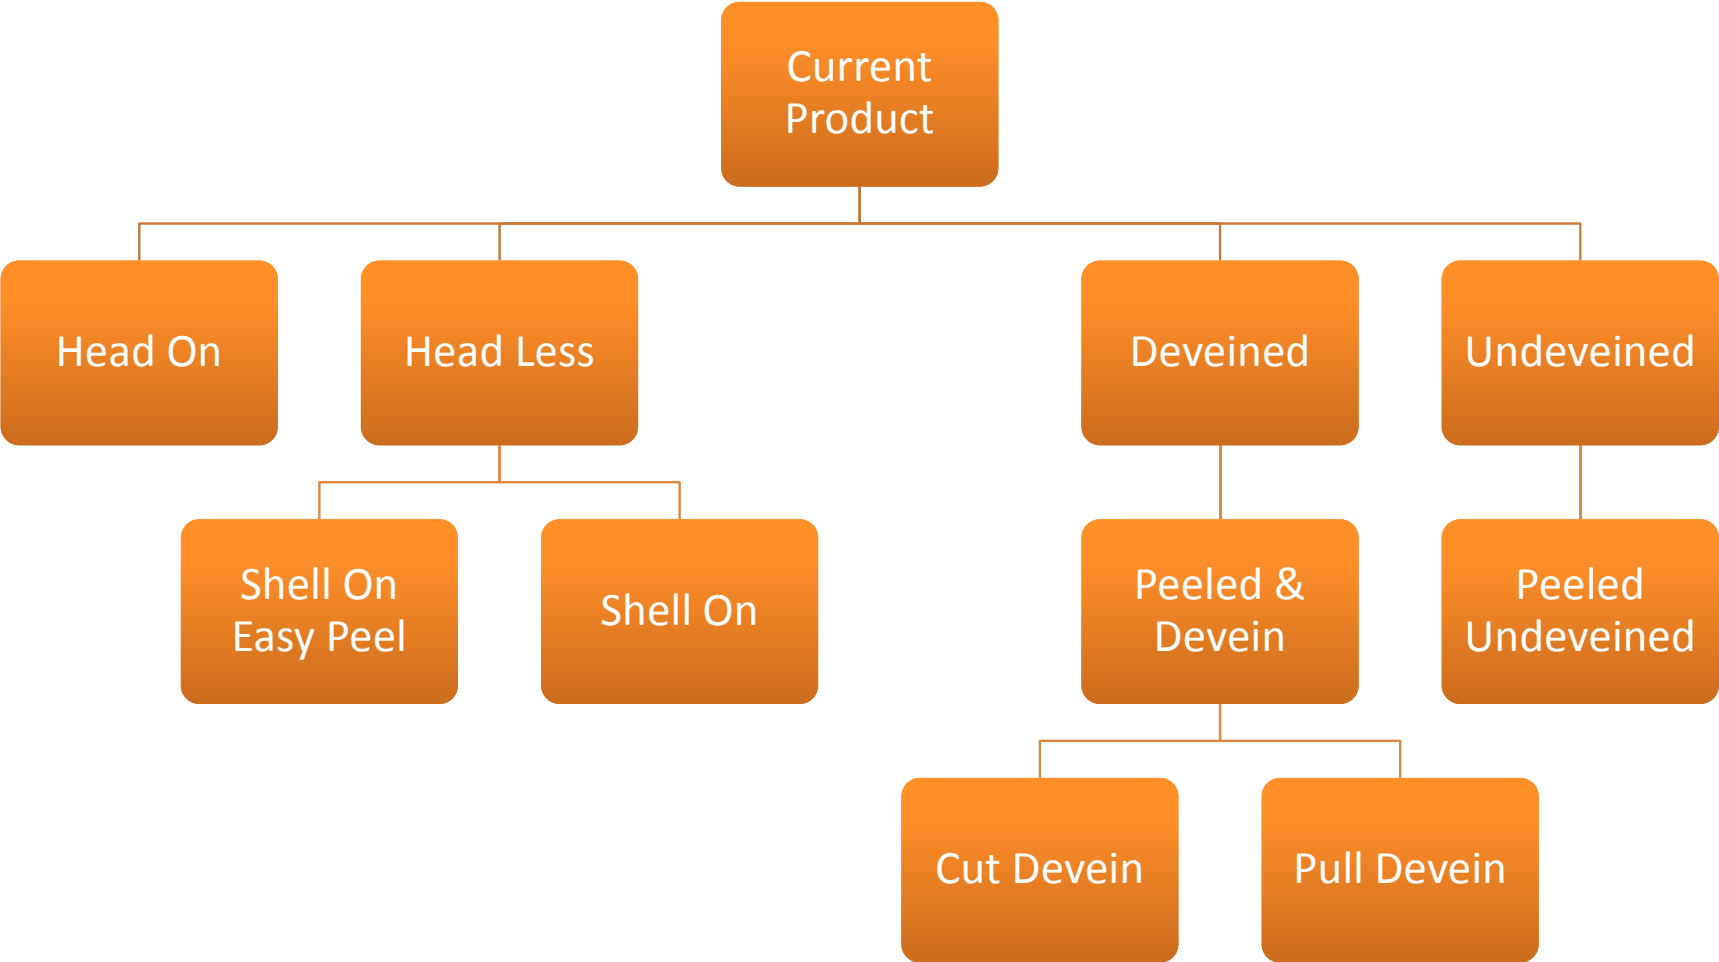 Current
Product
Head On
Head Less
Deveined
Undeveined
Shell On
Easy Peel
Shell On
Peeled &
Devein
Peeled
Undeveined
Cut Devein
Pull Devein